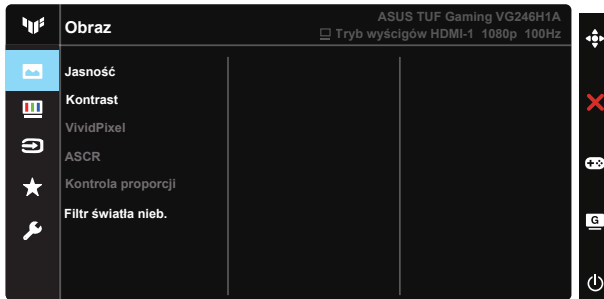 Obraz
ASUS TUF Gaming VG246H1A
Tryb wyścigów HDMI-1 1080p 100Hz
Jasność
Kontrast
VividPixel
ASCR
Kontrola proporcji
Filtr światła nieb.
G